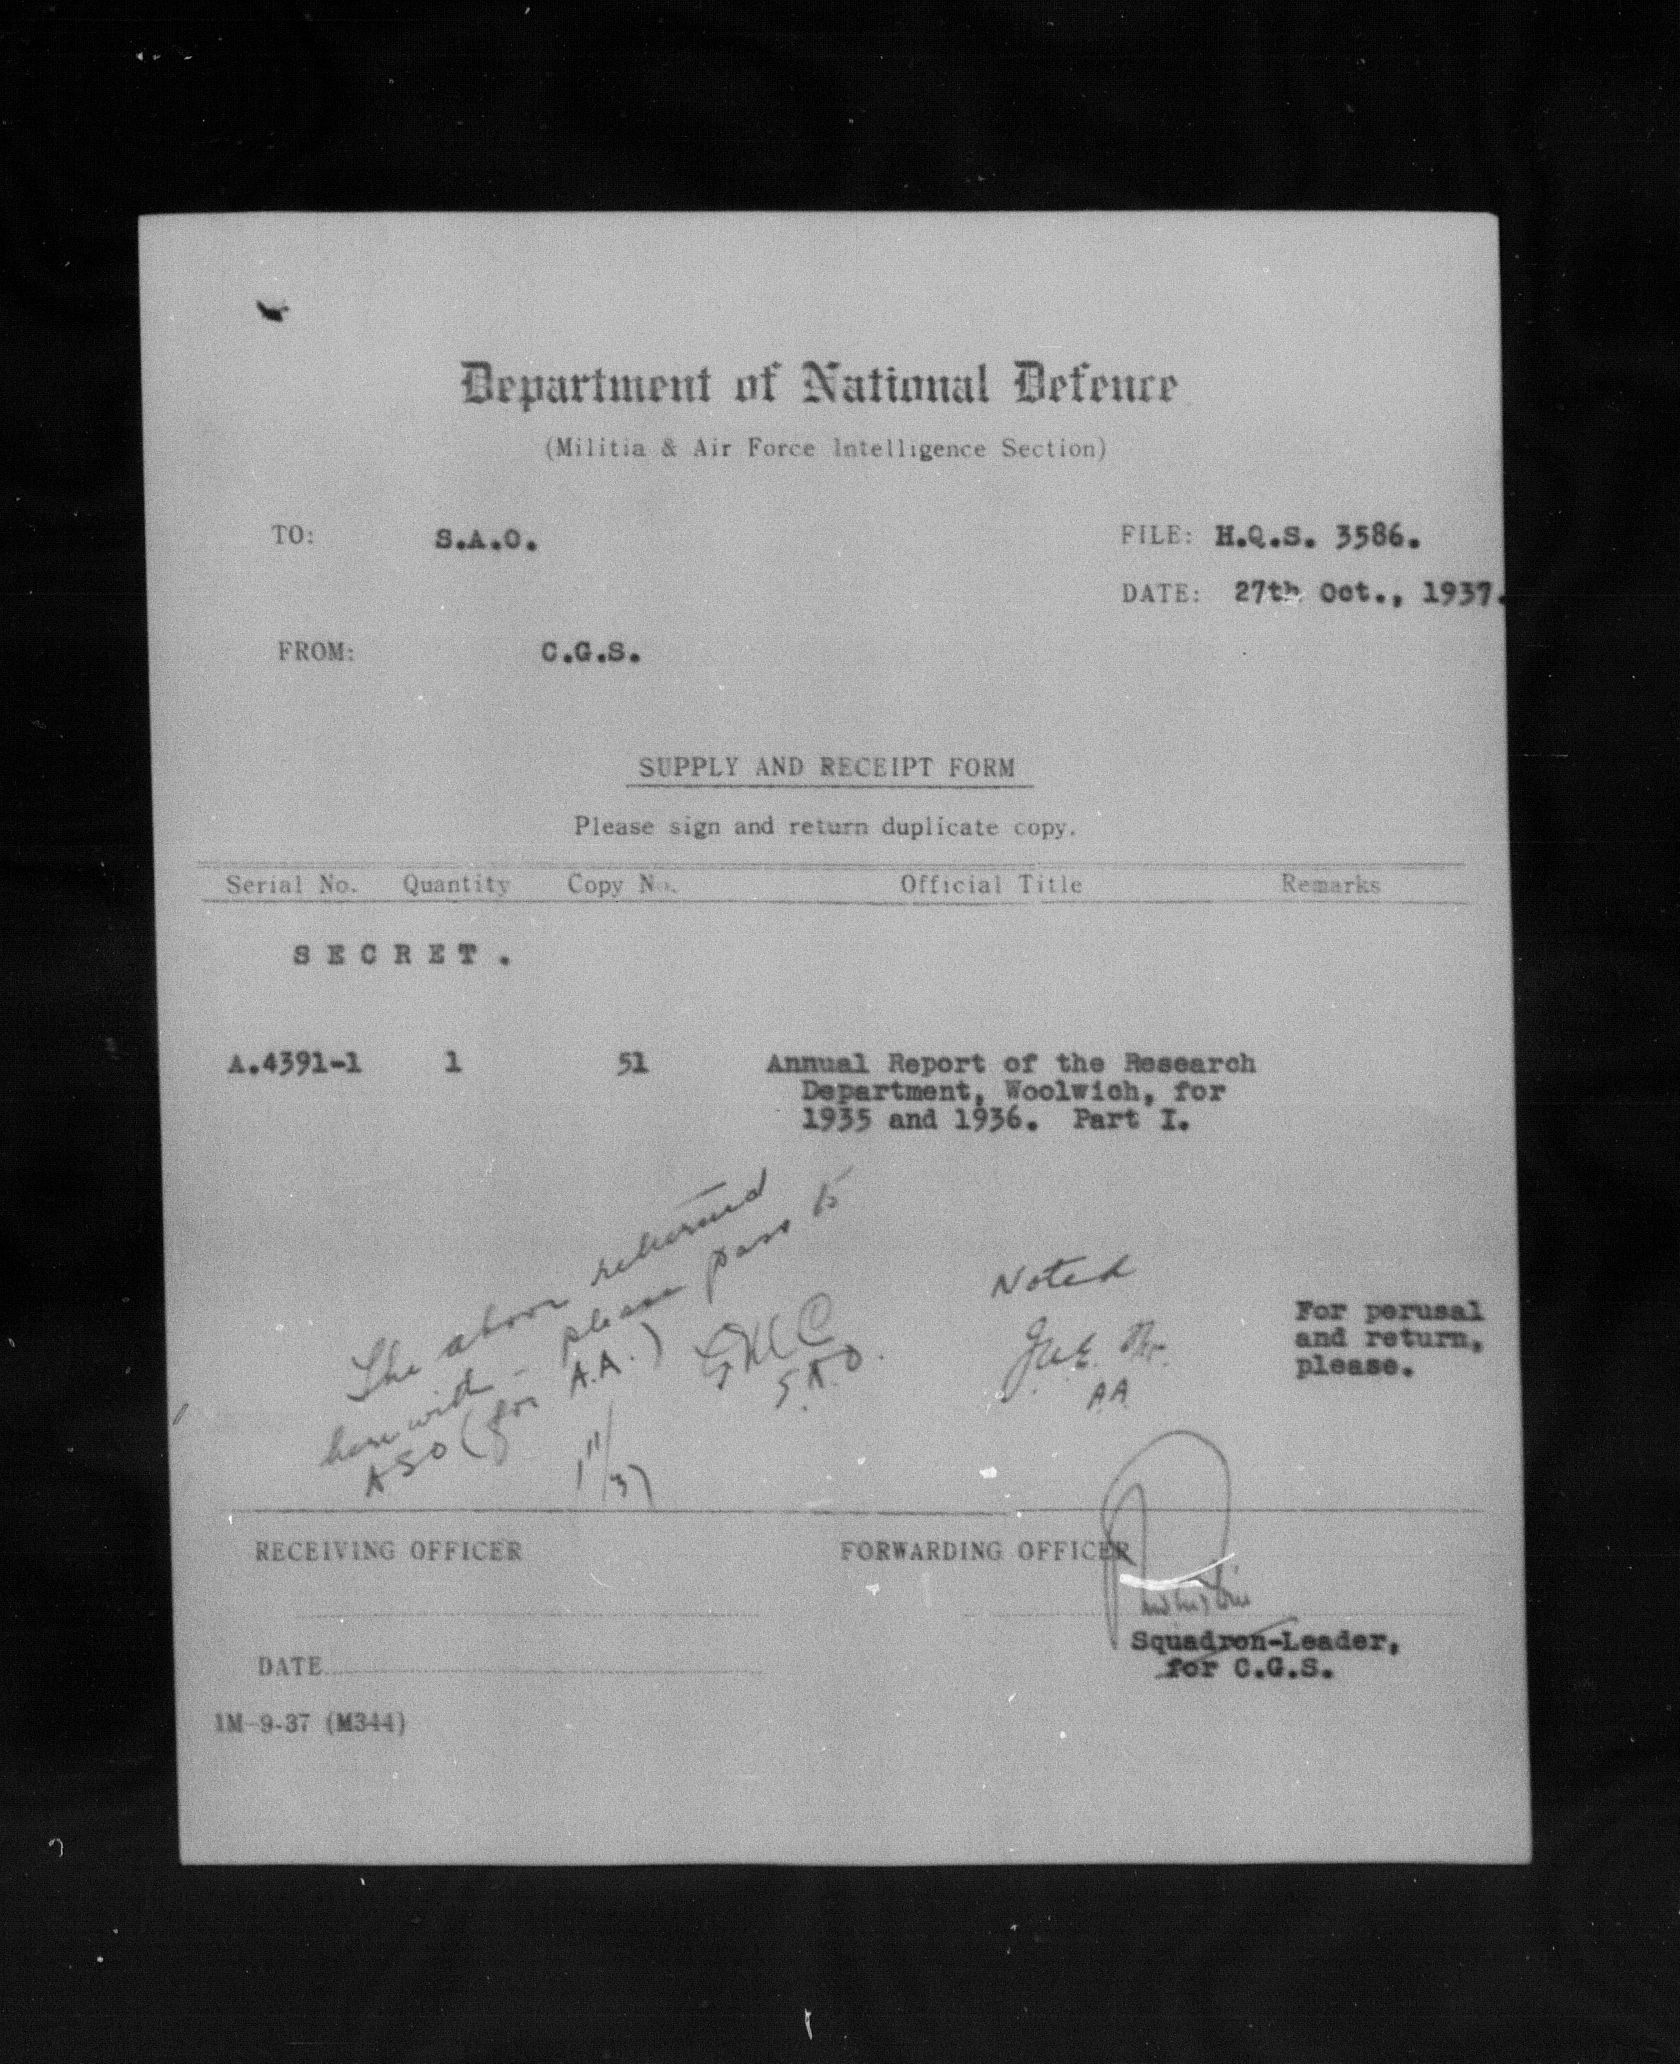 Department of National Defence
(Militia & Air Force Intelligence Section)
TO: S.A.O. FILE: H.Q.S. 3586.
DATE: 27th Oct., 1937.
FROM: C.G.S.
SUPPLY AND RECEIPT FORM
Please sign and return duplicate copy.
Serial No. Quantity Copy No. Official Title Remarks
SECRET.
A.4391-1 1 51 Annual Report of the Research
Department, Woolwich, for
1935 and 1936. Part I.
The above returned
herewith - please pass to
ASO (for A.A.)
S.A.O.
1/11/37
Noted
AA
For perusal
and return,
please.
RECEIVING OFFICER FORWARDING OFFICER
Squadron-Leader,
for C.G.S.
DATE
1M-9-37 (M344)